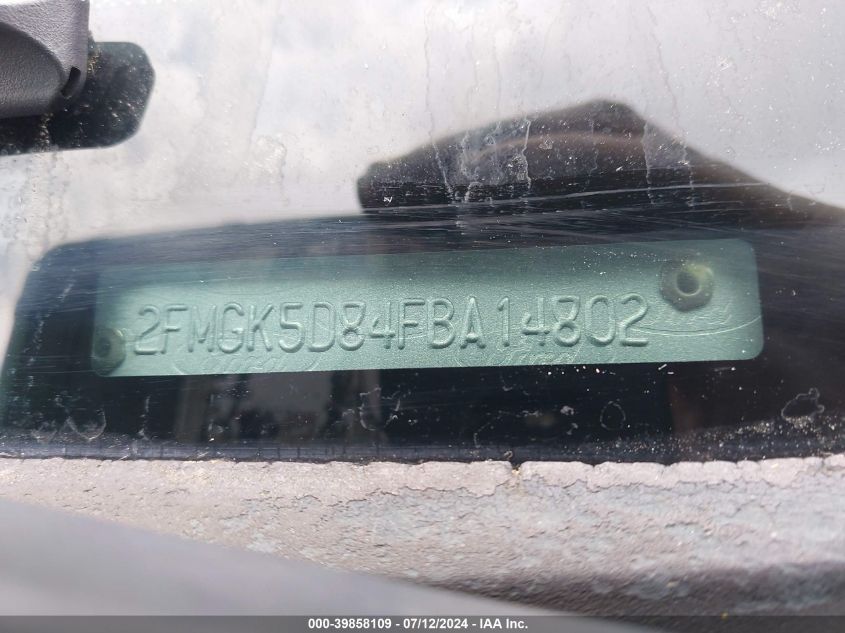 2FMGK5D84FBA14802
000-39858109 - 07/12/2024 - IAA Inc.